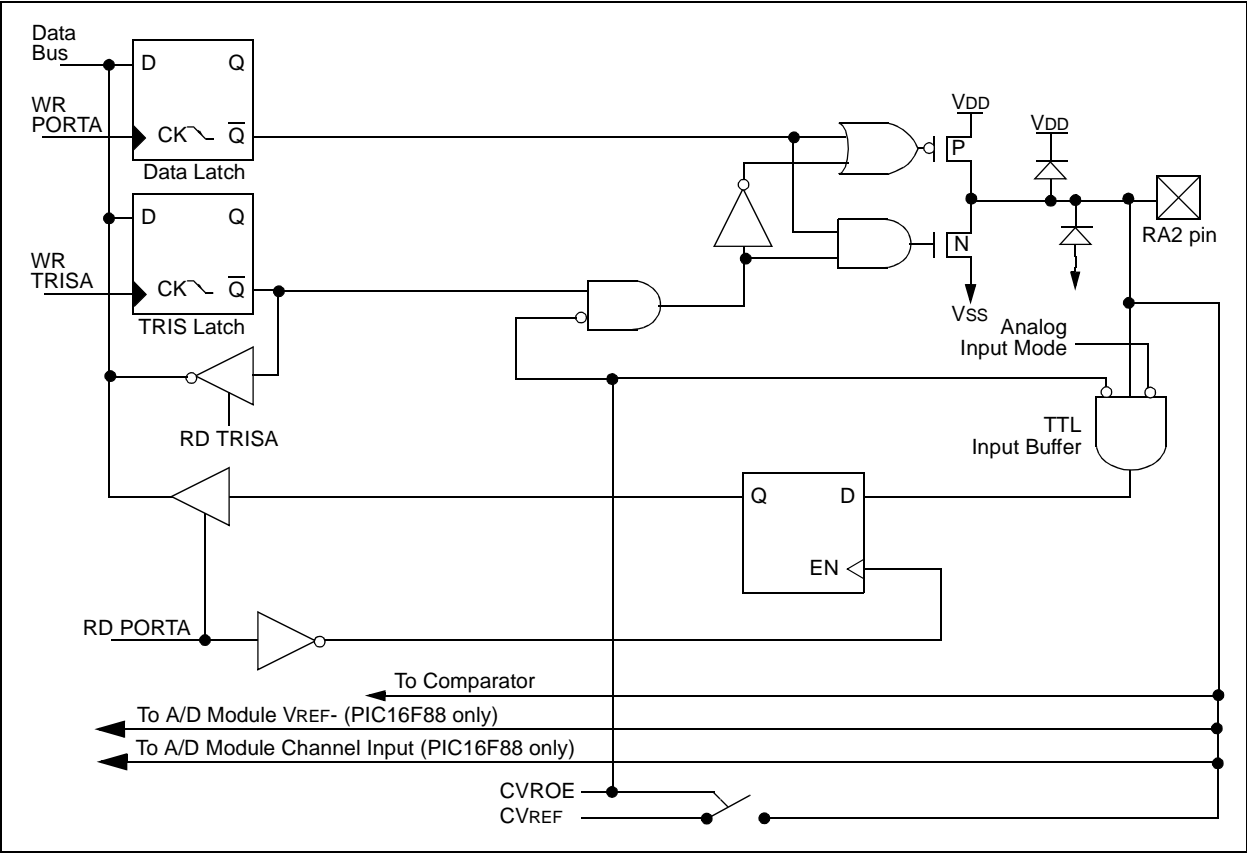 Data
Bus
D Q
WR
PORTA
CK Q̅
Data Latch
VDD
P
VDD
D Q
RA2 pin
N
WR
TRISA
CK Q̅
TRIS Latch
VSS
Analog
Input Mode
RD TRISA
TTL
Input Buffer
Q D
EN
RD PORTA
To Comparator
To A/D Module VREF- (PIC16F88 only)
To A/D Module Channel Input (PIC16F88 only)
CVROE
CVREF